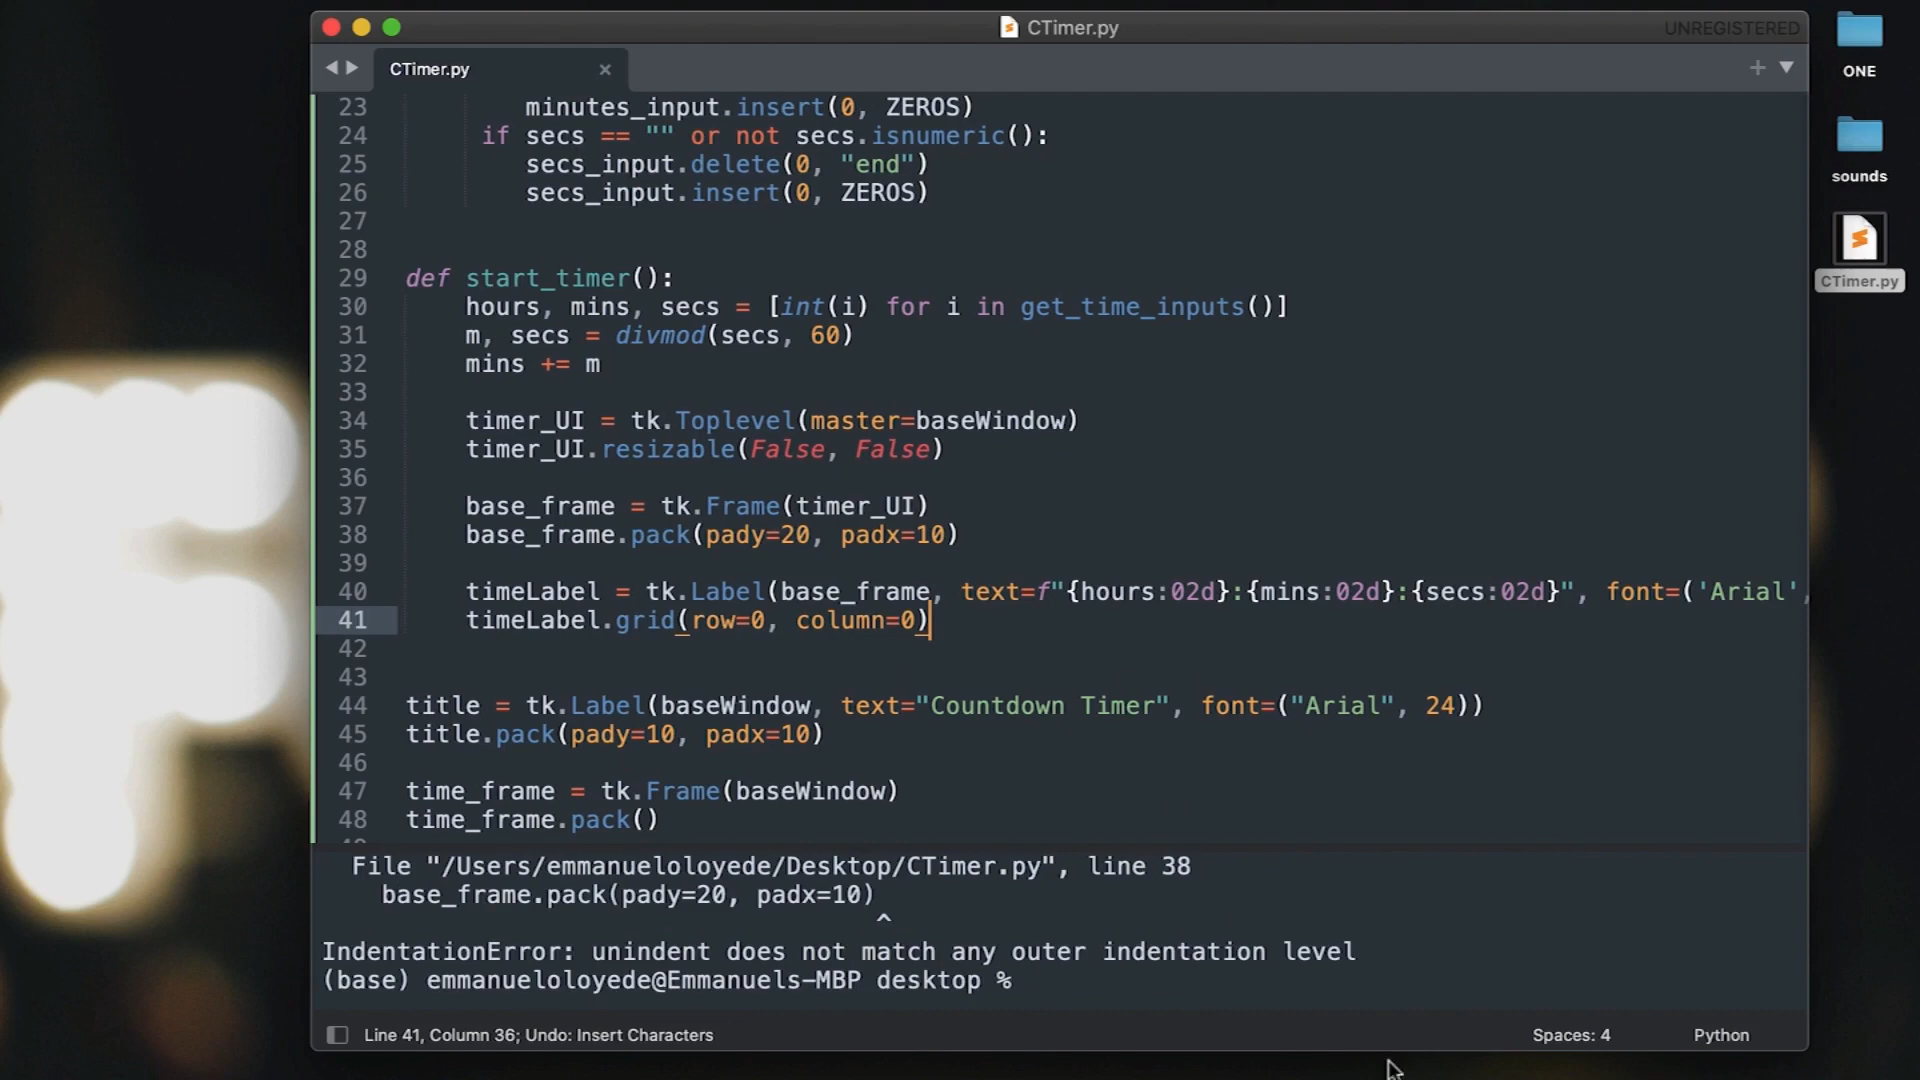 CTimer.py
UNREGISTERED
CTimer.py
23 minutes_input.insert(0, ZEROS)
24 if secs == "" or not secs.isnumeric():
25 secs_input.delete(0, "end")
26 secs_input.insert(0, ZEROS)
27
28
29 def start_timer():
30 hours, mins, secs = [int(i) for i in get_time_inputs()]
31 m, secs = divmod(secs, 60)
32 mins += m
33
34 timer_UI = tk.Toplevel(master=baseWindow)
35 timer_UI.resizable(False, False)
36
37 base_frame = tk.Frame(timer_UI)
38 base_frame.pack(pady=20, padx=10)
39
40 timeLabel = tk.Label(base_frame, text=f"{hours:02d}:{mins:02d}:{secs:02d}", font=('Arial',
41 timeLabel.grid(row=0, column=0)
42
43
44 title = tk.Label(baseWindow, text="Countdown Timer", font=("Arial", 24))
45 title.pack(pady=10, padx=10)
46
47 time_frame = tk.Frame(baseWindow)
48 time_frame.pack()
File "/Users/emmanueloloyede/Desktop/CTimer.py", line 38
base_frame.pack(pady=20, padx=10)
^
IndentationError: unindent does not match any outer indentation level
(base) emmanueloloyede@Emmanuels-MBP desktop %
Line 41, Column 36; Undo: Insert Characters
Spaces: 4
Python
ONE
sounds
CTimer.py